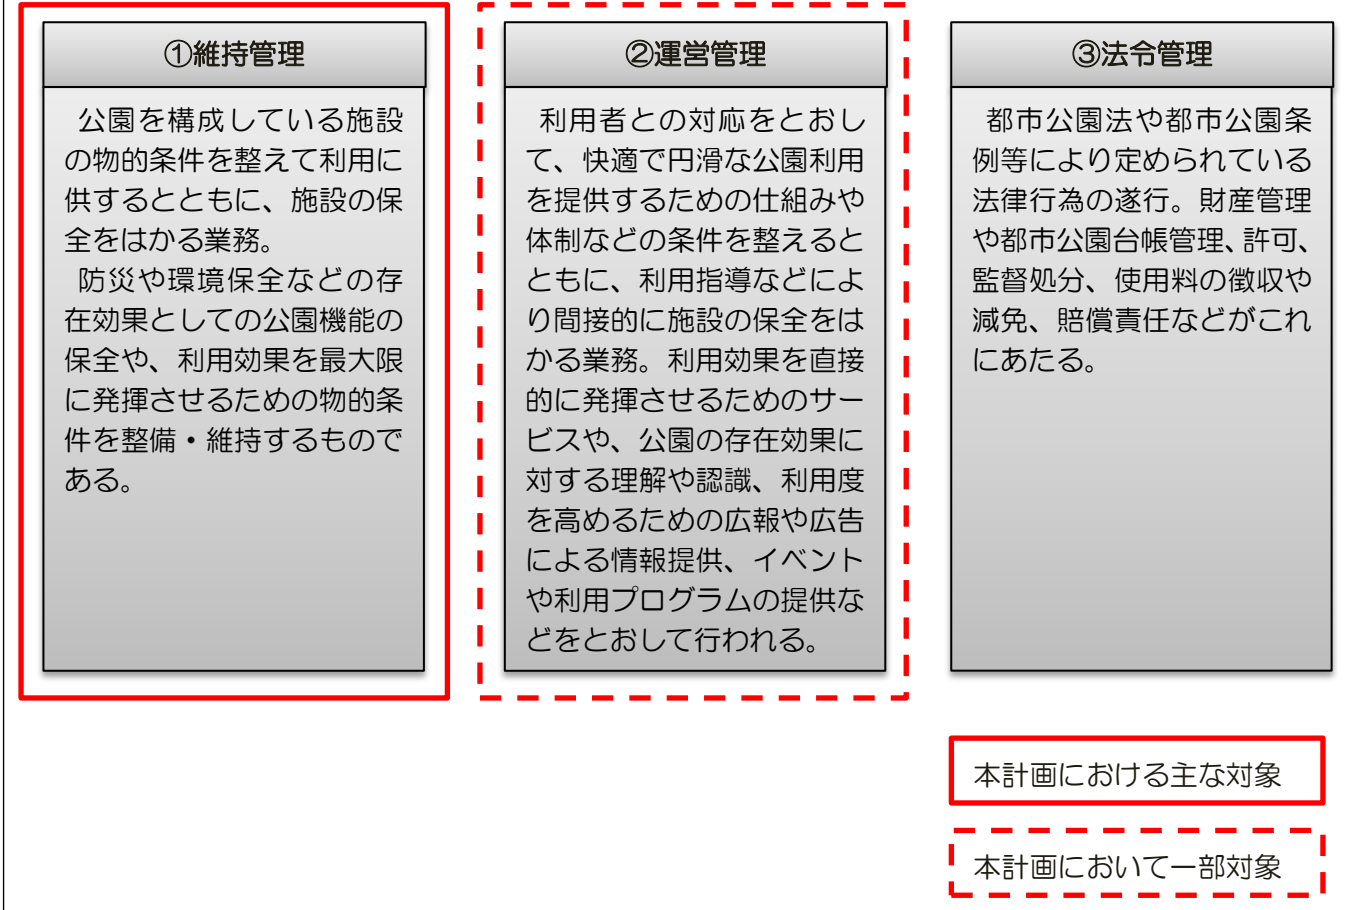 ①維持管理
公園を構成している施設
の物的条件を整えて利用に
供するとともに、施設の保
全をはかる業務。
防災や環境保全などの存
在効果としての公園機能の
保全や、利用効果を最大限
に発揮させるための物的条
件を整備・維持するもので
ある。
②運営管理
利用者との対応をとおし
て、快適で円滑な公園利用
を提供するための仕組みや
体制などの条件を整えると
ともに、利用指導などによ
り間接的に施設の保全をは
かる業務。利用効果を直接
的に発揮させるためのサー
ビスや、公園の存在効果に
対する理解や認識、利用度
を高めるための広報や広告
による情報提供、イベント
や利用プログラムの提供な
どをとおして行われる。
③法令管理
都市公園法や都市公園条
例等により定められている
法律行為の遂行。財産管理
や都市公園台帳管理、許可、
監督処分、使用料の徴収や
減免、賠償責任などがこれ
にあたる。
本計画における主な対象
本計画において一部対象